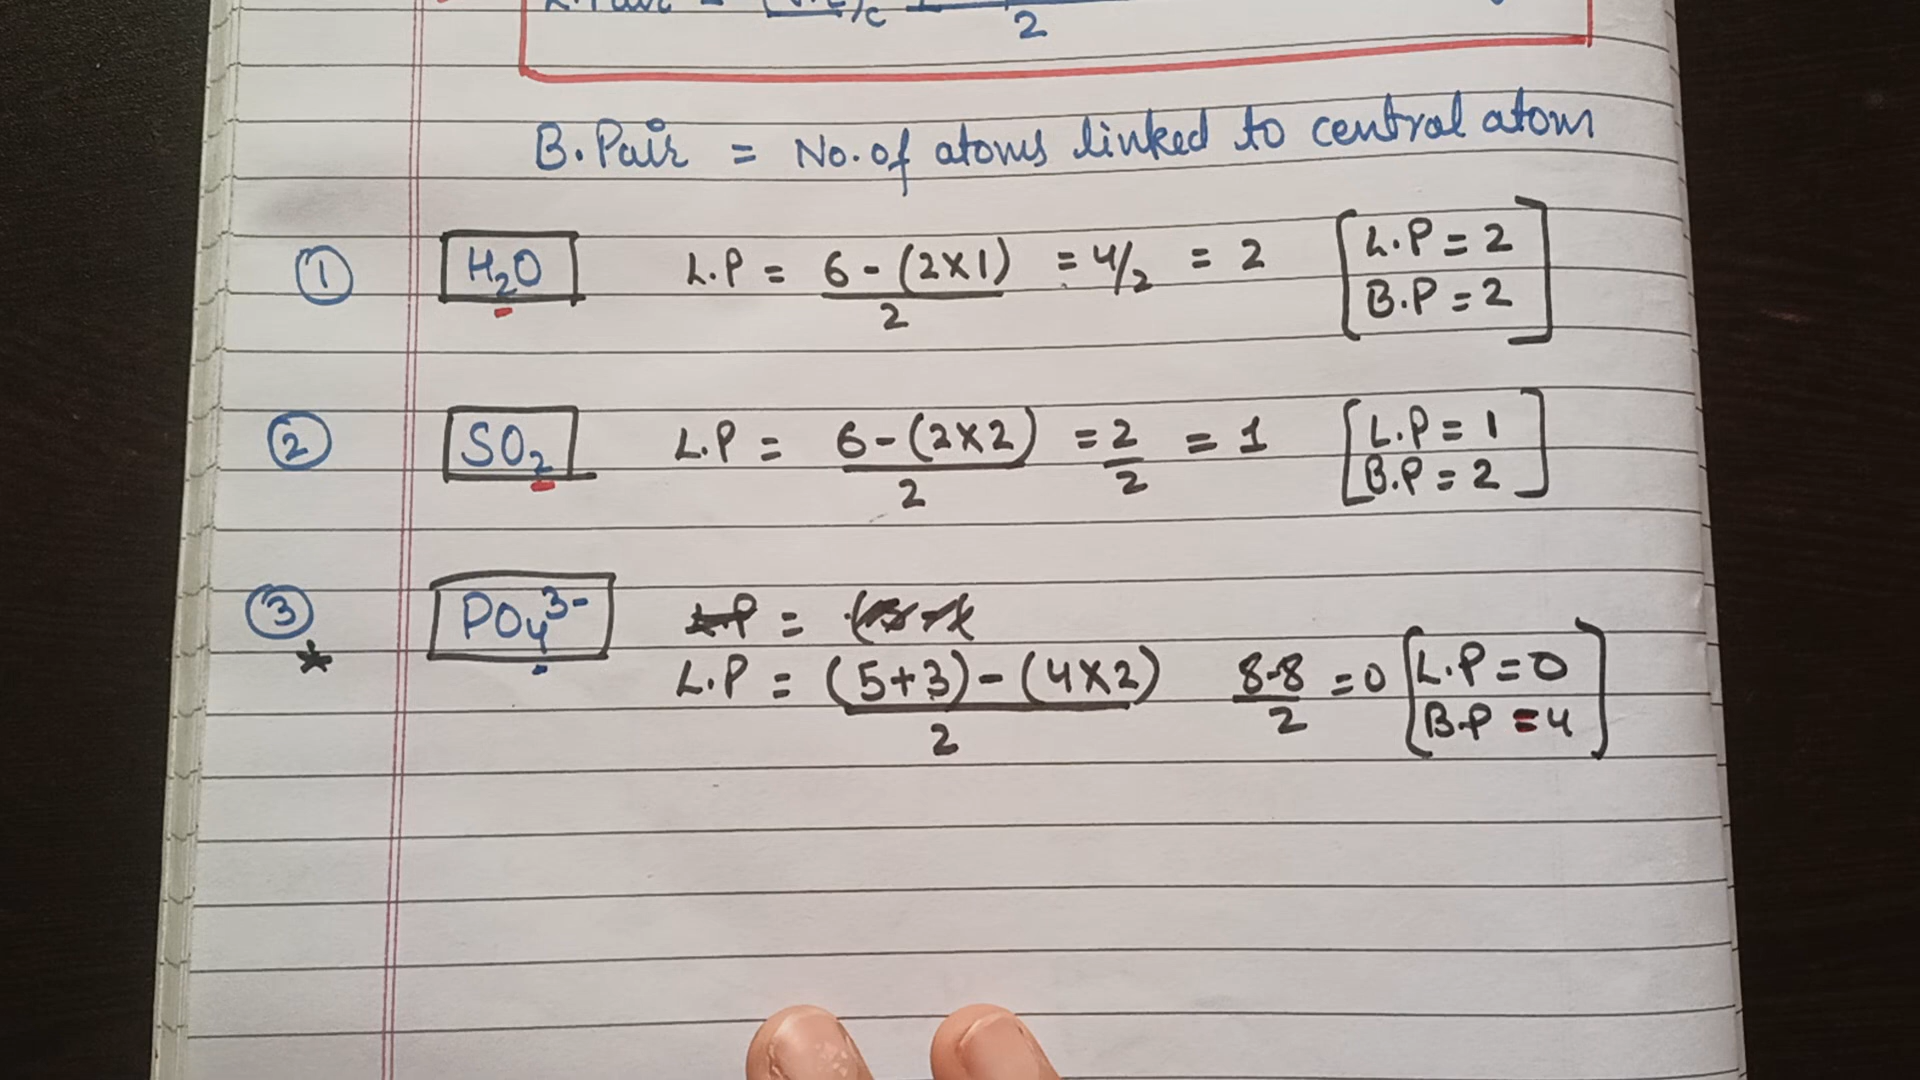 2
B.Pair = No. of atoms linked to central atom
① H₂O L.P = 6 - (2×1) / 2 = 4/2 = 2 [L.P = 2
B.P = 2]
② SO₂ L.P = 6 - (2×2) / 2 = 2/2 = 1 [L.P = 1
B.P = 2]
③ PO₄³⁻
* L.P = (5+3) - (4×2) / 2 8-8/2 = 0 [L.P = 0
B.P = 4]